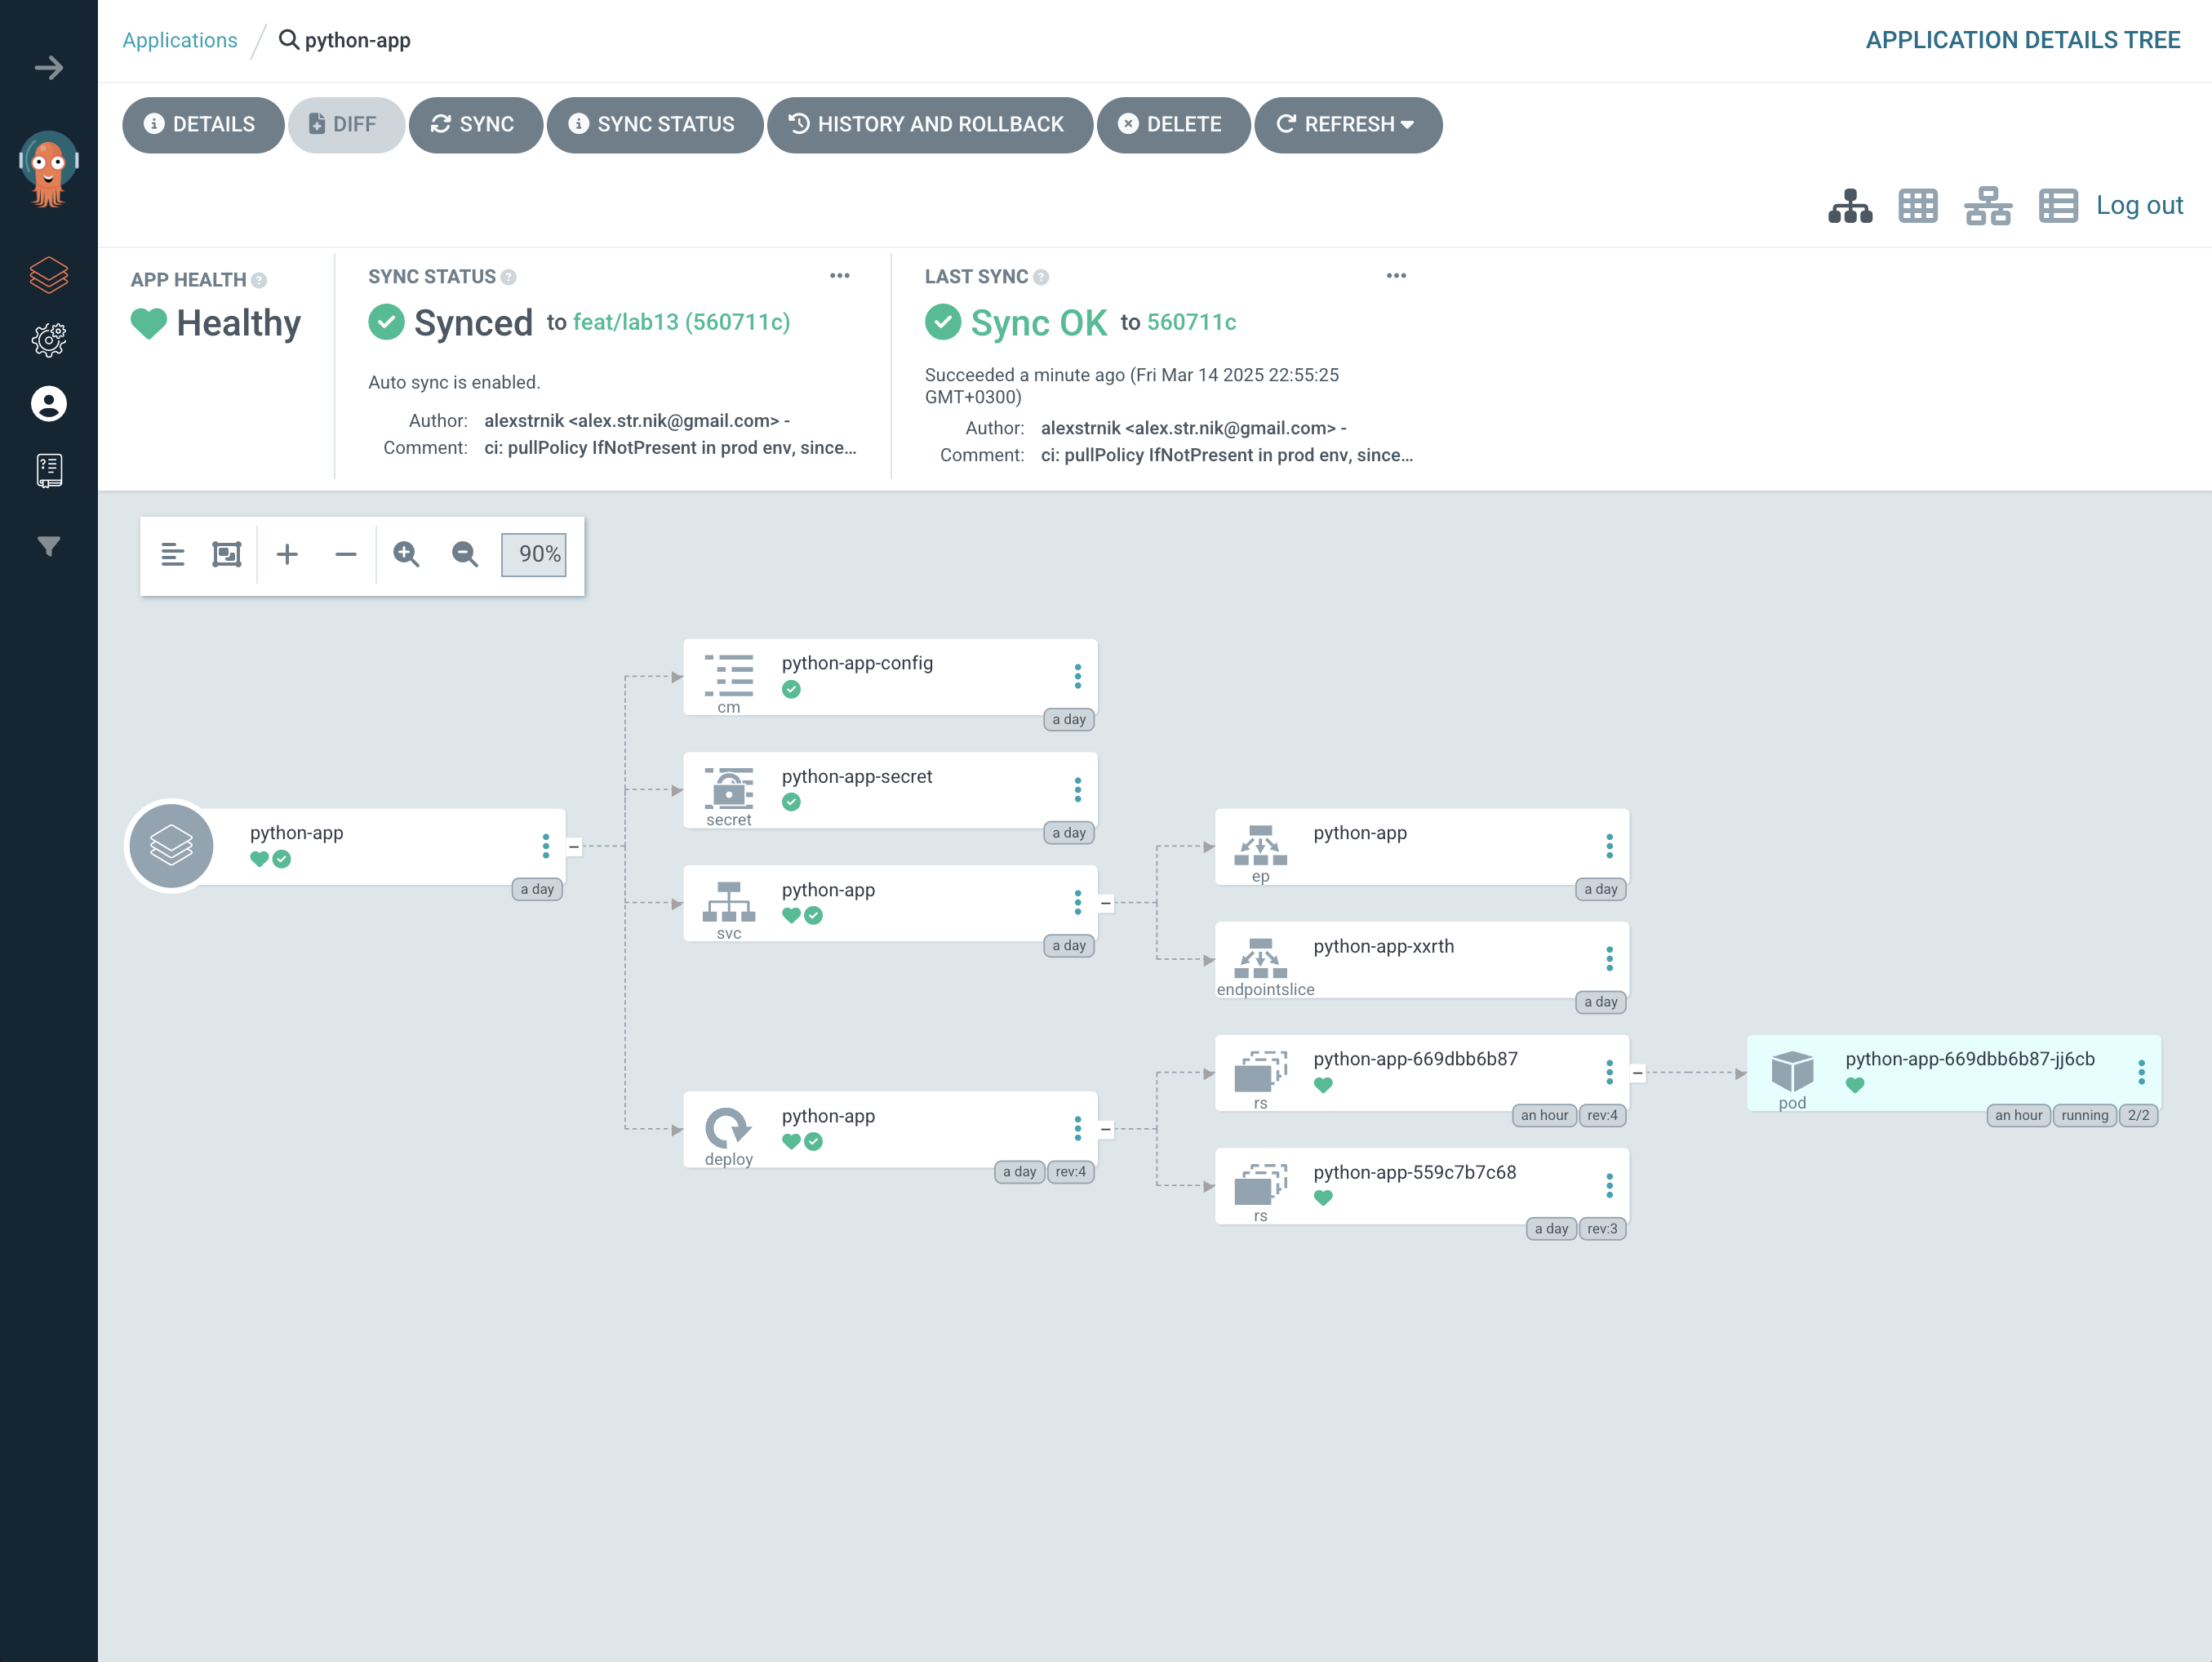 Applications / python-app
APPLICATION DETAILS TREE
DETAILS
DIFF
SYNC
SYNC STATUS
HISTORY AND ROLLBACK
DELETE
REFRESH
Log out
APP HEALTH
Healthy
SYNC STATUS
Synced to feat/lab13 (560711c)
Auto sync is enabled.
Author: alexstrnik <alex.str.nik@gmail.com> -
Comment: ci: pullPolicy IfNotPresent in prod env, since...
LAST SYNC
Sync OK to 560711c
Succeeded a minute ago (Fri Mar 14 2025 22:55:25
GMT+0300)
Author: alexstrnik <alex.str.nik@gmail.com> -
Comment: ci: pullPolicy IfNotPresent in prod env, since...
90%
python-app
a day
python-app-config
cm
a day
python-app-secret
secret
a day
python-app
svc
a day
python-app
deploy
a day rev:4
python-app
ep
a day
python-app-xxrth
endpointslice
a day
python-app-669dbb6b87
rs
an hour rev:4
python-app-559c7b7c68
rs
a day rev:3
python-app-669dbb6b87-jj6cb
pod
an hour running 2/2